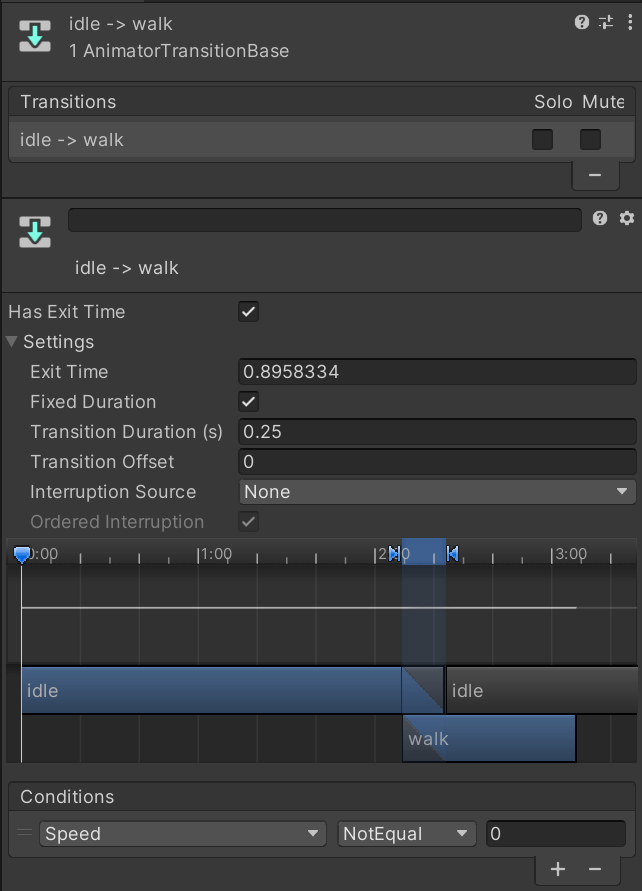 idle -> walk
1 AnimatorTransitionBase
Transitions Solo Mute
idle -> walk
idle -> walk
Has Exit Time
Settings
Exit Time 0.8958334
Fixed Duration
Transition Duration (s) 0.25
Transition Offset 0
Interruption Source None
Ordered Interruption
0:00 1:00 2:00 3:00
idle idle
walk
Conditions
Speed NotEqual 0